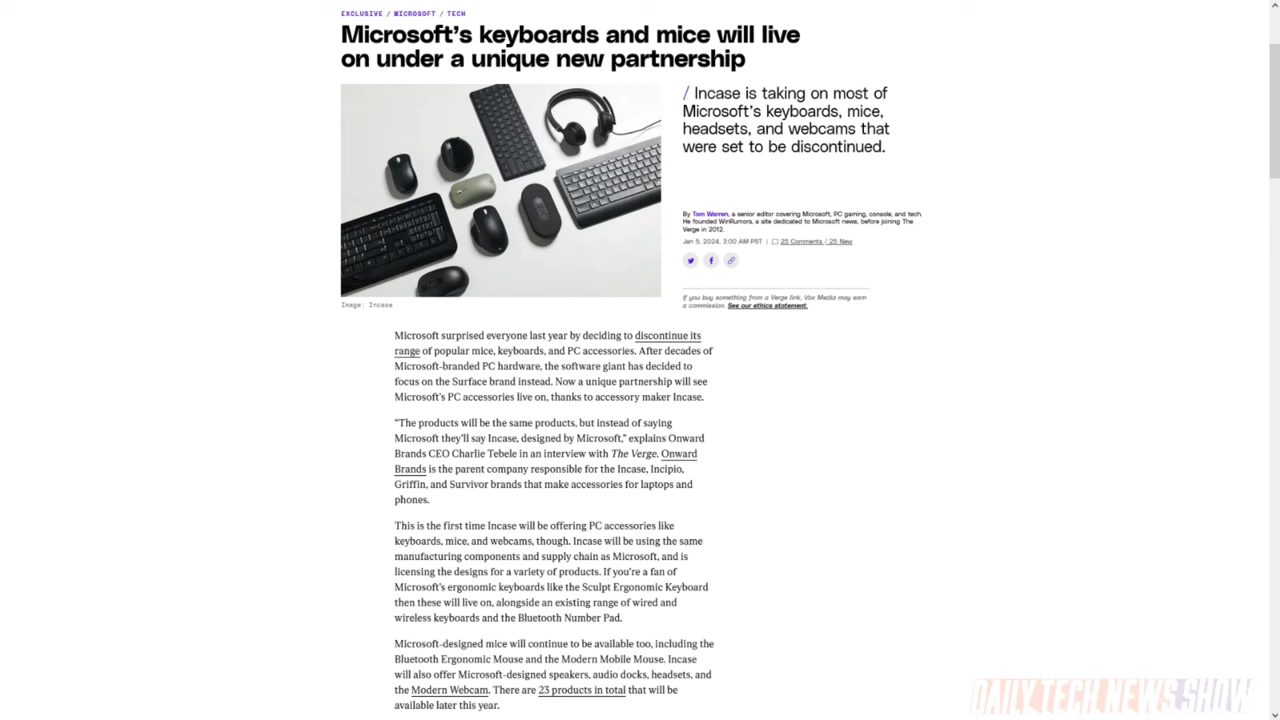 EXCLUSIVE / MICROSOFT / TECH
Microsoft’s keyboards and mice will live
on under a unique new partnership
/ Incase is taking on most of
Microsoft’s keyboards, mice,
headsets, and webcams that
were set to be discontinued.
By Tom Warren, a senior editor covering Microsoft, PC gaming, console, and tech.
He founded WinRumors, a site dedicated to Microsoft news, before joining The
Verge in 2012.
Jan 5, 2024, 3:00 AM PST | 25 Comments / 25 New
If you buy something from a Verge link, Vox Media may earn
a commission. See our ethics statement.
Image: Incase
Microsoft surprised everyone last year by deciding to discontinue its
range of popular mice, keyboards, and PC accessories. After decades of
Microsoft-branded PC hardware, the software giant has decided to
focus on the Surface brand instead. Now a unique partnership will see
Microsoft’s PC accessories live on, thanks to accessory maker Incase.
“The products will be the same products, but instead of saying
Microsoft they’ll say Incase, designed by Microsoft,” explains Onward
Brands CEO Charlie Tebele in an interview with The Verge. Onward
Brands is the parent company responsible for the Incase, Incipio,
Griffin, and Survivor brands that make accessories for laptops and
phones.
This is the first time Incase will be offering PC accessories like
keyboards, mice, and webcams, though. Incase will be using the same
manufacturing components and supply chain as Microsoft, and is
licensing the designs for a variety of products. If you’re a fan of
Microsoft’s ergonomic keyboards like the Sculpt Ergonomic Keyboard
then these will live on, alongside an existing range of wired and
wireless keyboards and the Bluetooth Number Pad.
Microsoft-designed mice will continue to be available too, including the
Bluetooth Ergonomic Mouse and the Modern Mobile Mouse. Incase
will also offer Microsoft-designed speakers, audio docks, headsets, and
the Modern Webcam. There are 23 products in total that will be
available later this year.
DAILY TECH NEWS SHOW